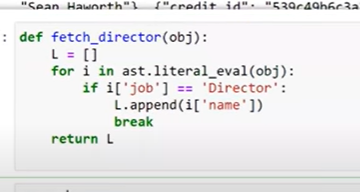 "Sean Haworth"}, {"credit_id": "539c49b6c3a
: def fetch_director(obj):
    L = []
    for i in ast.literal_eval(obj):
        if i['job'] == 'Director':
            L.append(i['name'])
            break
    return L